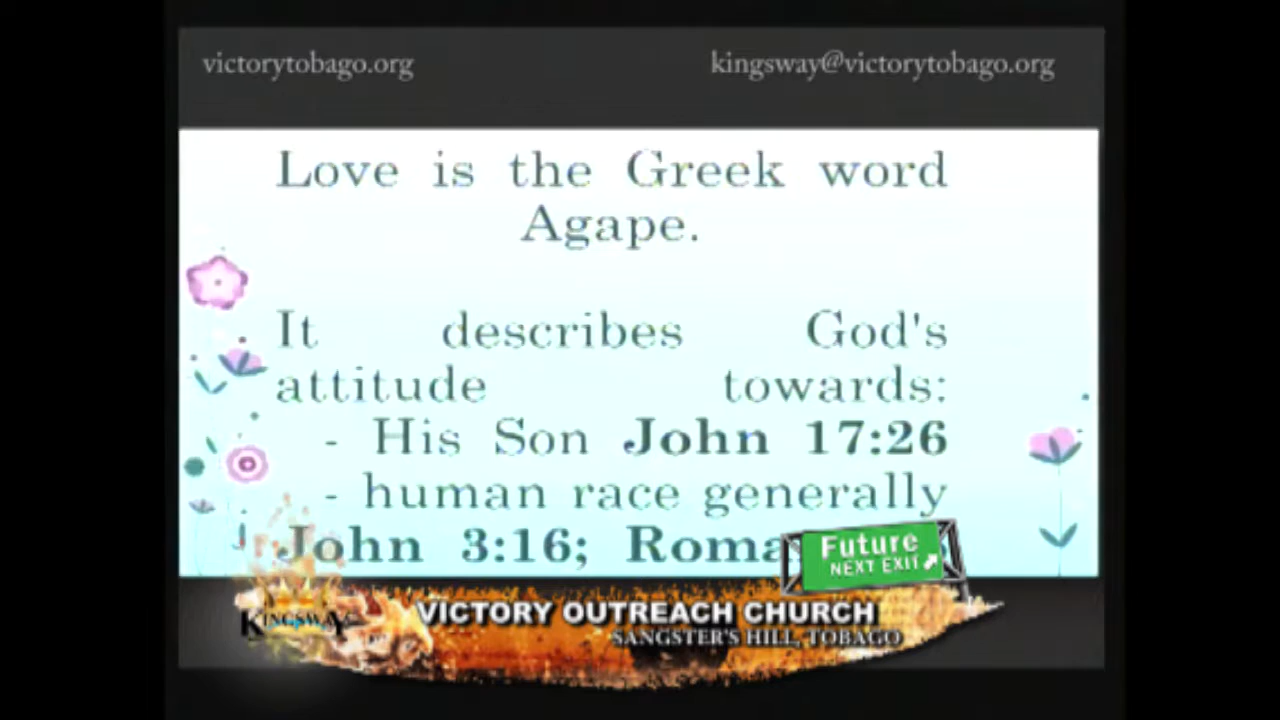 victorytobago.org kingsway@victorytobago.org
Love is the Greek word
Agape.
It describes God's
attitude towards:
- His Son John 17:26
- human race generally
John 3:16;
Future
NEXT EXIT
KINGSWAY
VICTORY OUTREACH CHURCH
SANGSTER'S HILL, TOBAGO